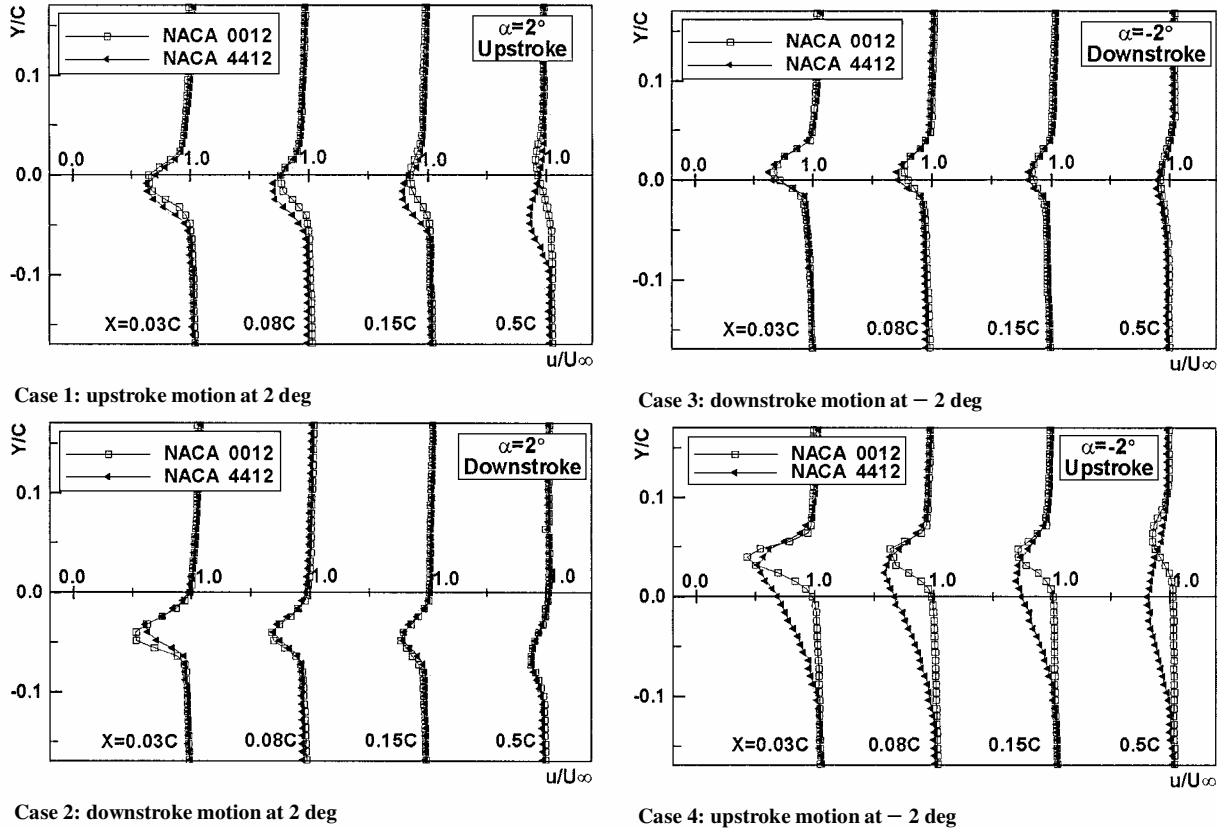 Y/C
NACA 0012
NACA 4412
α=2°
Upstroke
0.1
0.0
-0.1
0.0
1.0
1.0
1.0
1.0
X=0.03C
0.08C
0.15C
0.5C
u/U∞
Case 1: upstroke motion at 2 deg
Y/C
NACA 0012
NACA 4412
α=-2°
Downstroke
0.1
0.0
-0.1
0.0
1.0
1.0
1.0
1.0
X=0.03C
0.08C
0.15C
0.5C
u/U∞
Case 3: downstroke motion at − 2 deg
Y/C
NACA 0012
NACA 4412
α=2°
Downstroke
0.1
0.0
-0.1
0.0
1.0
1.0
1.0
1.0
X=0.03C
0.08C
0.15C
0.5C
u/U∞
Case 2: downstroke motion at 2 deg
Y/C
NACA 0012
NACA 4412
α=-2°
Upstroke
0.1
0.0
-0.1
0.0
1.0
1.0
1.0
1.0
X=0.03C
0.08C
0.15C
0.5C
u/U∞
Case 4: upstroke motion at − 2 deg